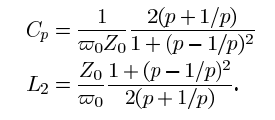 C_p = \frac{1}{\varpi_0 Z_0} \frac{2(p + 1/p)}{1 + (p - 1/p)^2}
L_2 = \frac{Z_0}{\varpi_0} \frac{1 + (p - 1/p)^2}{2(p + 1/p)}.